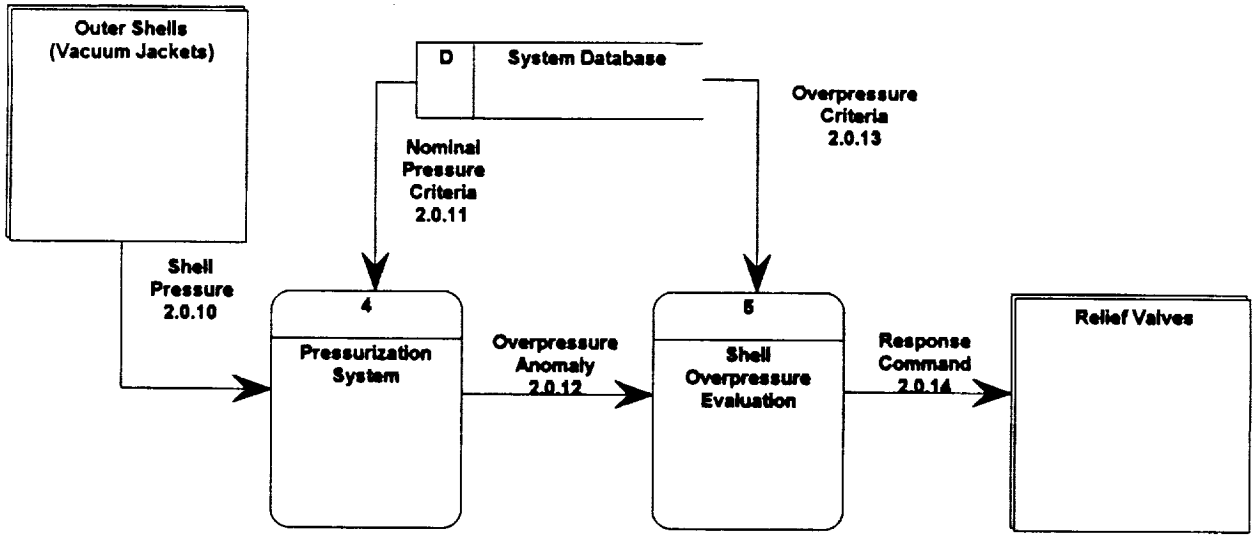 Outer Shells
(Vacuum Jackets)
D
System Database
Overpressure
Criteria
2.0.13
Nominal
Pressure
Criteria
2.0.11
Shell
Pressure
2.0.10
4
Pressurization
System
Overpressure
Anomaly
2.0.12
5
Shell
Overpressure
Evaluation
Response
Command
2.0.14
Relief Valves